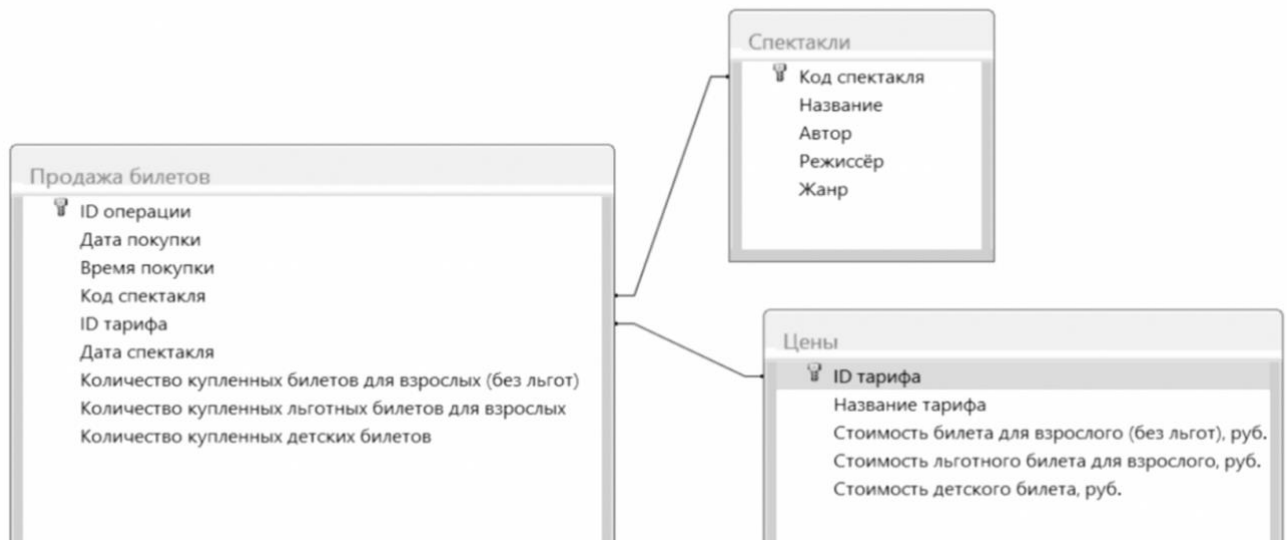 Спектакли
Код спектакля
Название
Автор
Режиссёр
Жанр
Продажа билетов
ID операции
Дата покупки
Время покупки
Код спектакля
ID тарифа
Дата спектакля
Количество купленных билетов для взрослых (без льгот)
Количество купленных льготных билетов для взрослых
Количество купленных детских билетов
Цены
ID тарифа
Название тарифа
Стоимость билета для взрослого (без льгот), руб.
Стоимость льготного билета для взрослого, руб.
Стоимость детского билета, руб.